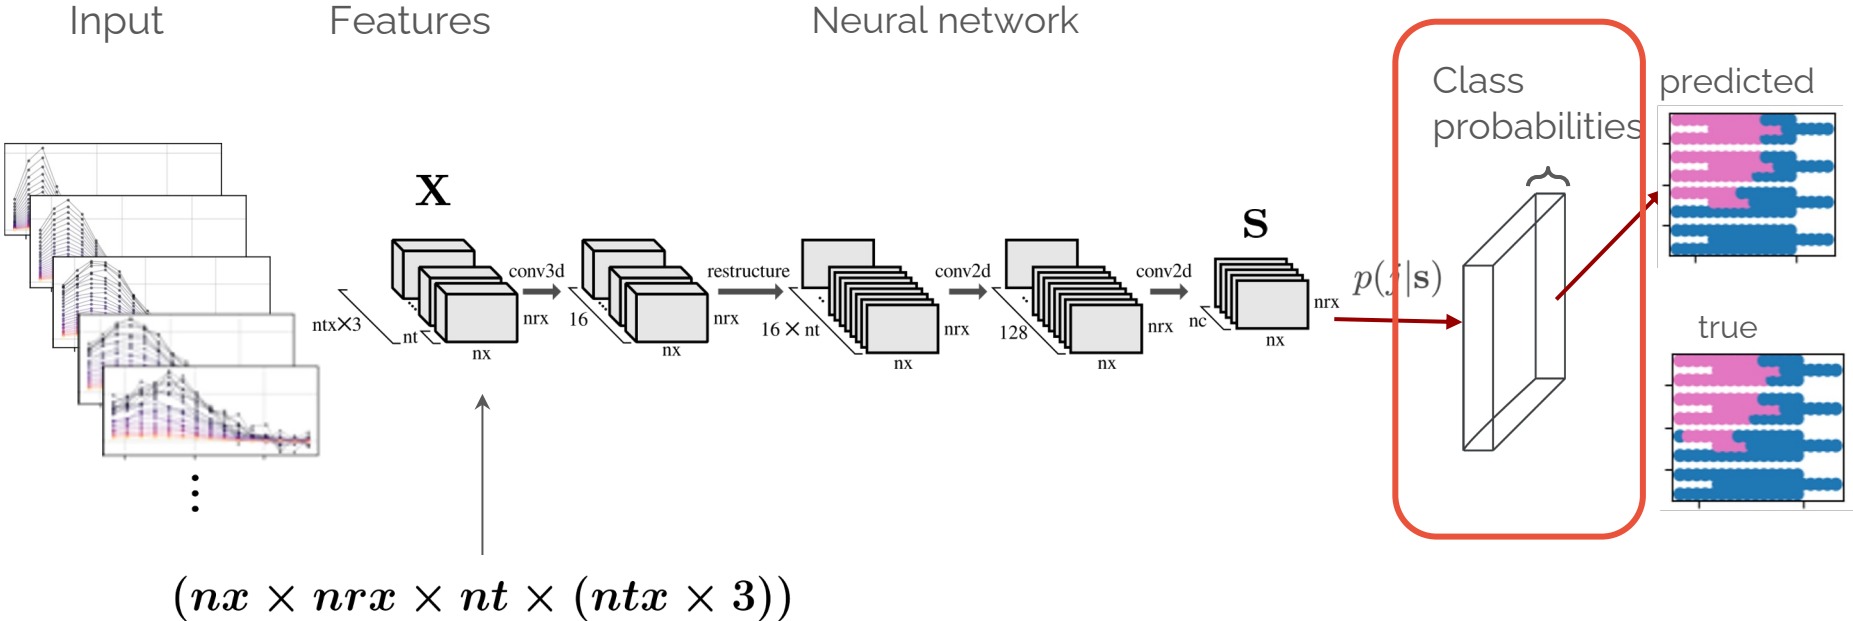 Input
Features
Neural network
Class
probabilities
predicted
X
S
conv3d
restructure
conv2d
conv2d
p(j|s)
ntx×3
nt
nrx
nx
16
nrx
nx
16 × nt
nrx
nx
128
nrx
nx
nc
nrx
nx
true
(nx × nrx × nt × (ntx × 3))